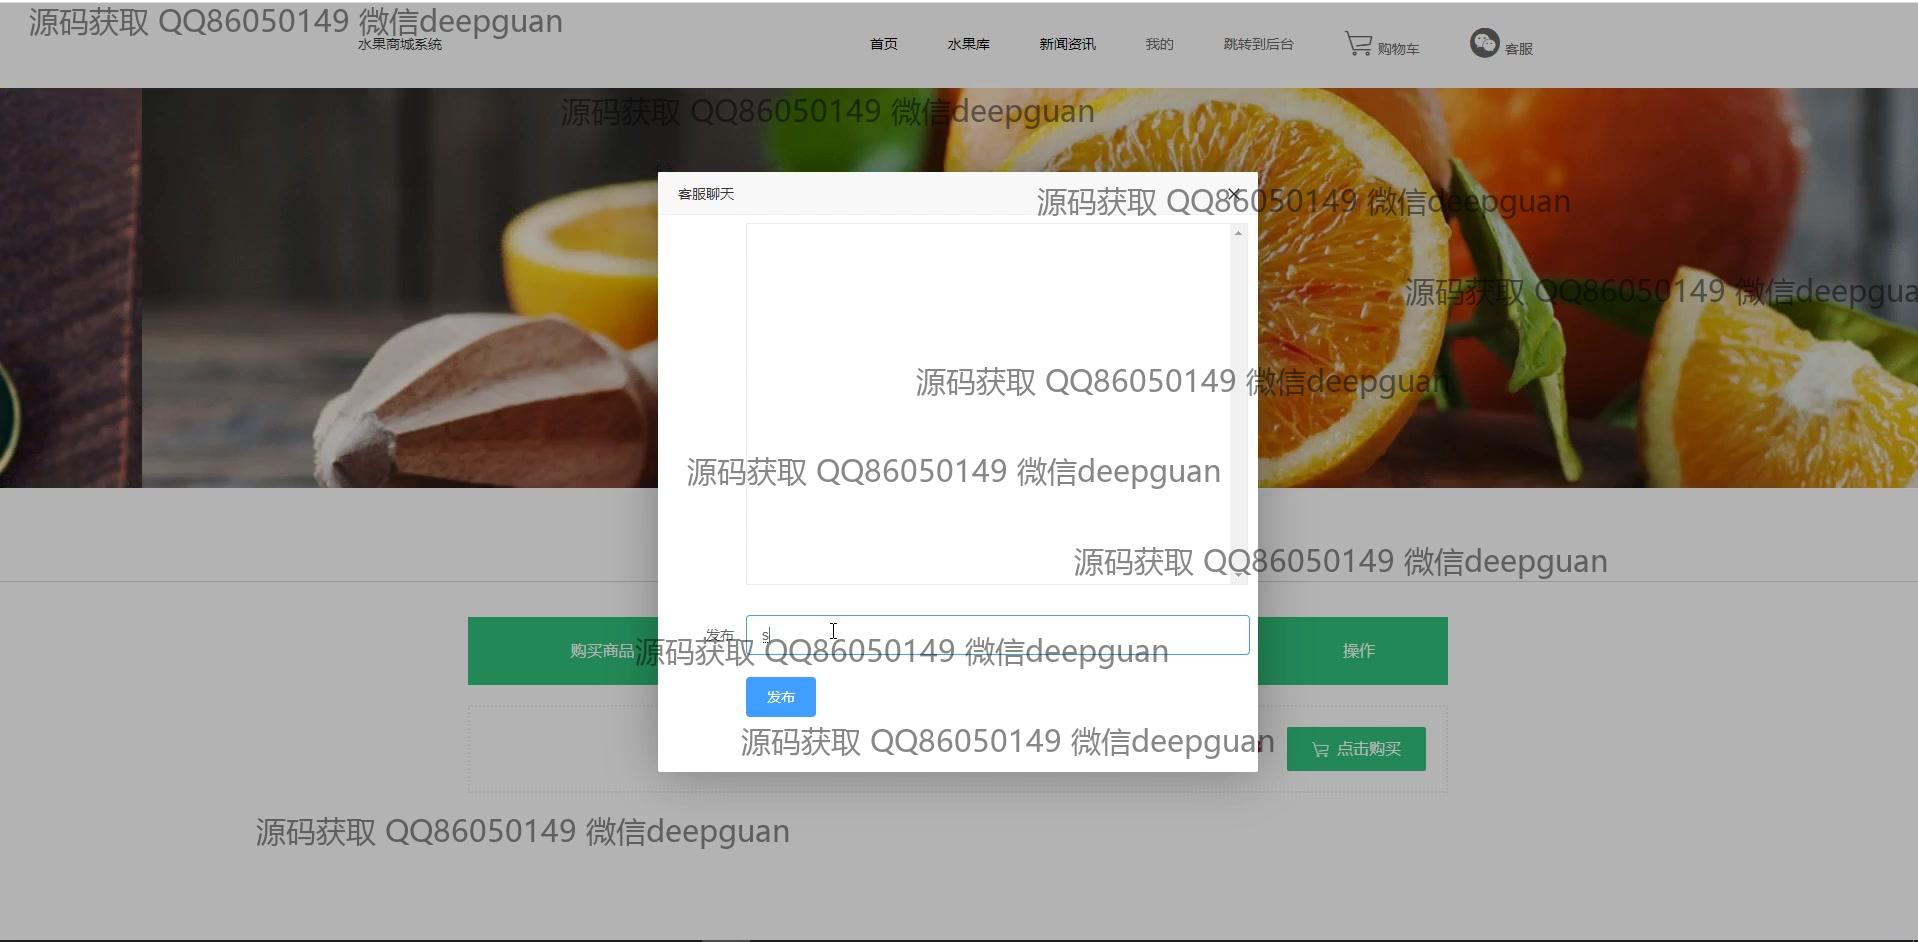 源码获取 QQ86050149 微信deepguan
水果商城系统
首页
水果库
新闻资讯
我的
跳转到后台
购物车
客服
源码获取 QQ86050149 微信deepguan
客服聊天
源码获取 QQ86050149 微信deepguan
源码获取 QQ86050149 微信deepgua
源码获取 QQ86050149 微信deepguan
源码获取 QQ86050149 微信deepguan
源码获取 QQ86050149 微信deepguan
发布
s
购买商品
操作
源码获取 QQ86050149 微信deepguan
发布
源码获取 QQ86050149 微信deepguan
点击购买
源码获取 QQ86050149 微信deepguan